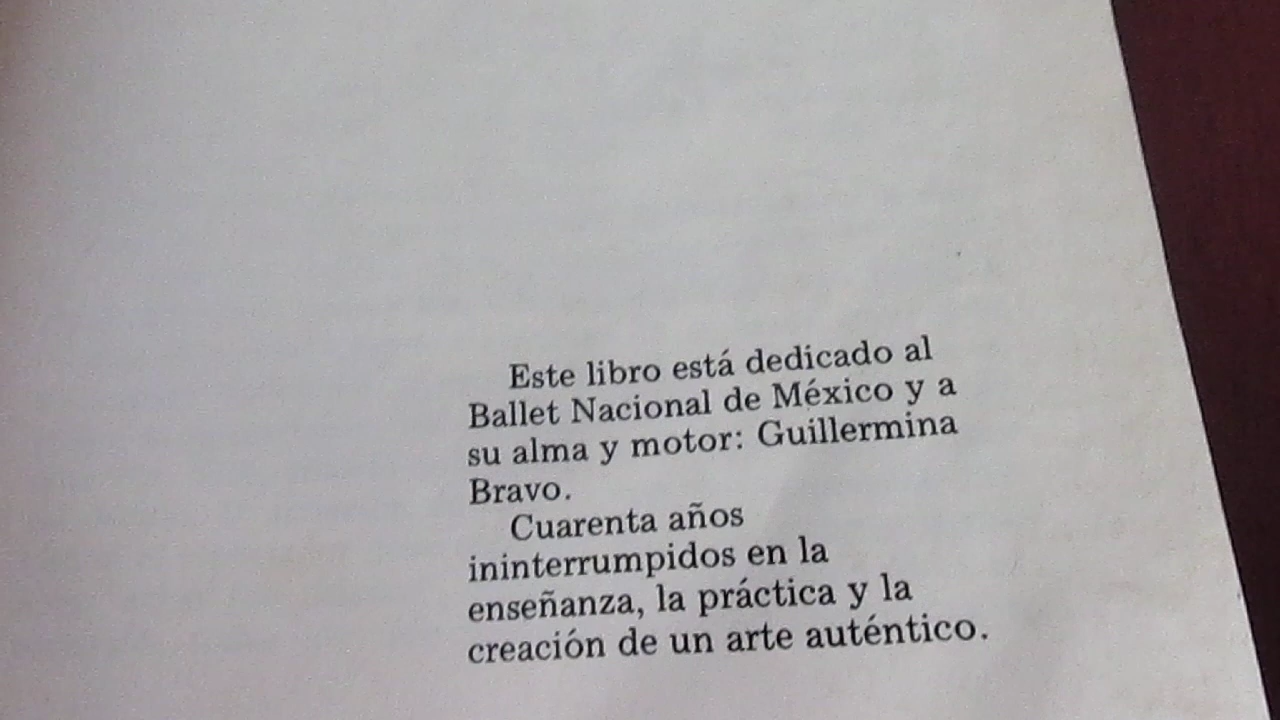 Este libro está dedicado al
Ballet Nacional de México y a
su alma y motor: Guillermina
Bravo.
Cuarenta años
ininterrumpidos en la
enseñanza, la práctica y la
creación de un arte auténtico.